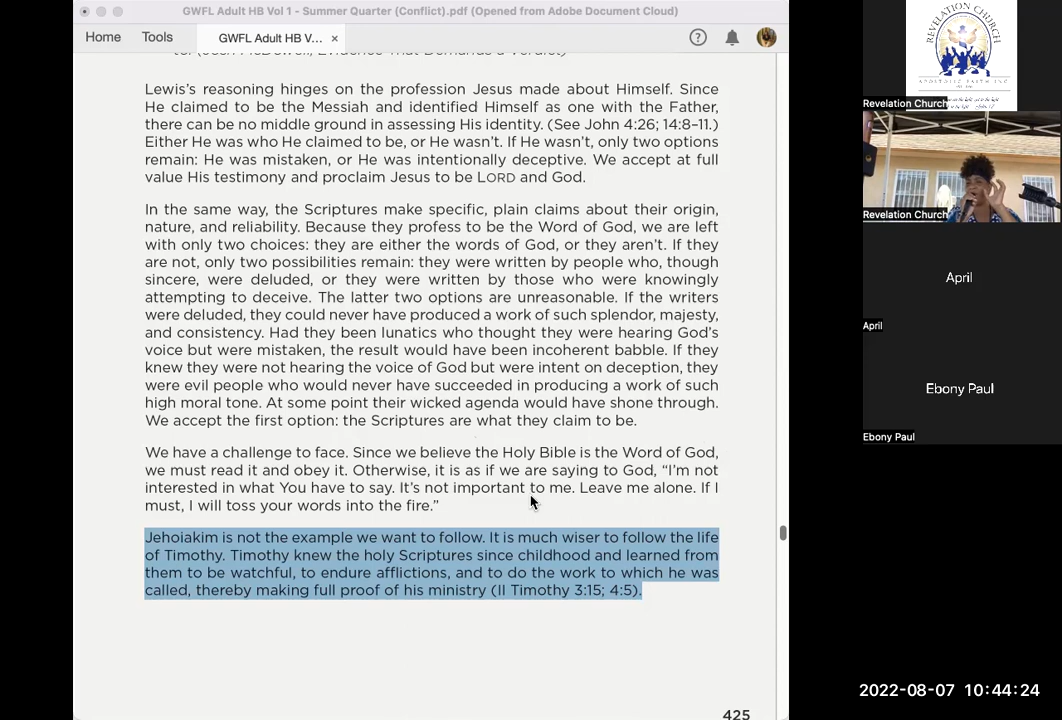 GWFL Adult HB Vol 1 - Summer Quarter (Conflict).pdf (Opened from Adobe Document Cloud)
Home Tools GWFL Adult HB V... ×
Lewis's reasoning hinges on the profession Jesus made about Himself. Since
He claimed to be the Messiah and identified Himself as one with the Father,
there can be no middle ground in assessing His identity. (See John 4:26; 14:8–11.)
Either He was who He claimed to be, or He wasn't. If He wasn't, only two options
remain: He was mistaken, or He was intentionally deceptive. We accept at full
value His testimony and proclaim Jesus to be LORD and God.
In the same way, the Scriptures make specific, plain claims about their origin,
nature, and reliability. Because they profess to be the Word of God, we are left
with only two choices: they are either the words of God, or they aren't. If they
are not, only two possibilities remain: they were written by people who, though
sincere, were deluded, or they were written by those who were knowingly
attempting to deceive. The latter two options are unreasonable. If the writers
were deluded, they could never have produced a work of such splendor, majesty,
and consistency. Had they been lunatics who thought they were hearing God's
voice but were mistaken, the result would have been incoherent babble. If they
knew they were not hearing the voice of God but were intent on deception, they
were evil people who would never have succeeded in producing a work of such
high moral tone. At some point their wicked agenda would have shone through.
We accept the first option: the Scriptures are what they claim to be.
We have a challenge to face. Since we believe the Holy Bible is the Word of God,
we must read it and obey it. Otherwise, it is as if we are saying to God, “I'm not
interested in what You have to say. It's not important to me. Leave me alone. If I
must, I will toss your words into the fire.”
Jehoiakim is not the example we want to follow. It is much wiser to follow the life
of Timothy. Timothy knew the holy Scriptures since childhood and learned from
them to be watchful, to endure afflictions, and to do the work to which he was
called, thereby making full proof of his ministry (II Timothy 3:15; 4:5).
425
REVELATION CHURCH
Revelation Church
Revelation Church
April
April
Ebony Paul
Ebony Paul
2022-08-07 10:44:24